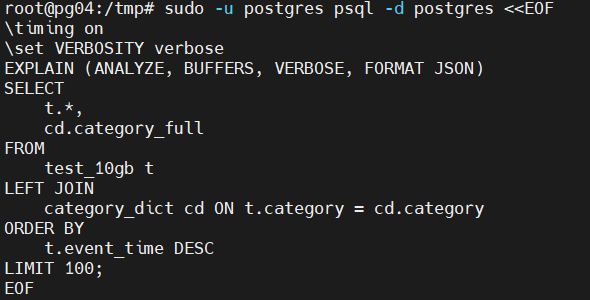 root@pg04:/tmp# sudo -u postgres psql -d postgres <<EOF
\timing on
\set VERBOSITY verbose
EXPLAIN (ANALYZE, BUFFERS, VERBOSE, FORMAT JSON)
SELECT
    t.*,
    cd.category_full
FROM
    test_10gb t
LEFT JOIN
    category_dict cd ON t.category = cd.category
ORDER BY
    t.event_time DESC
LIMIT 100;
EOF